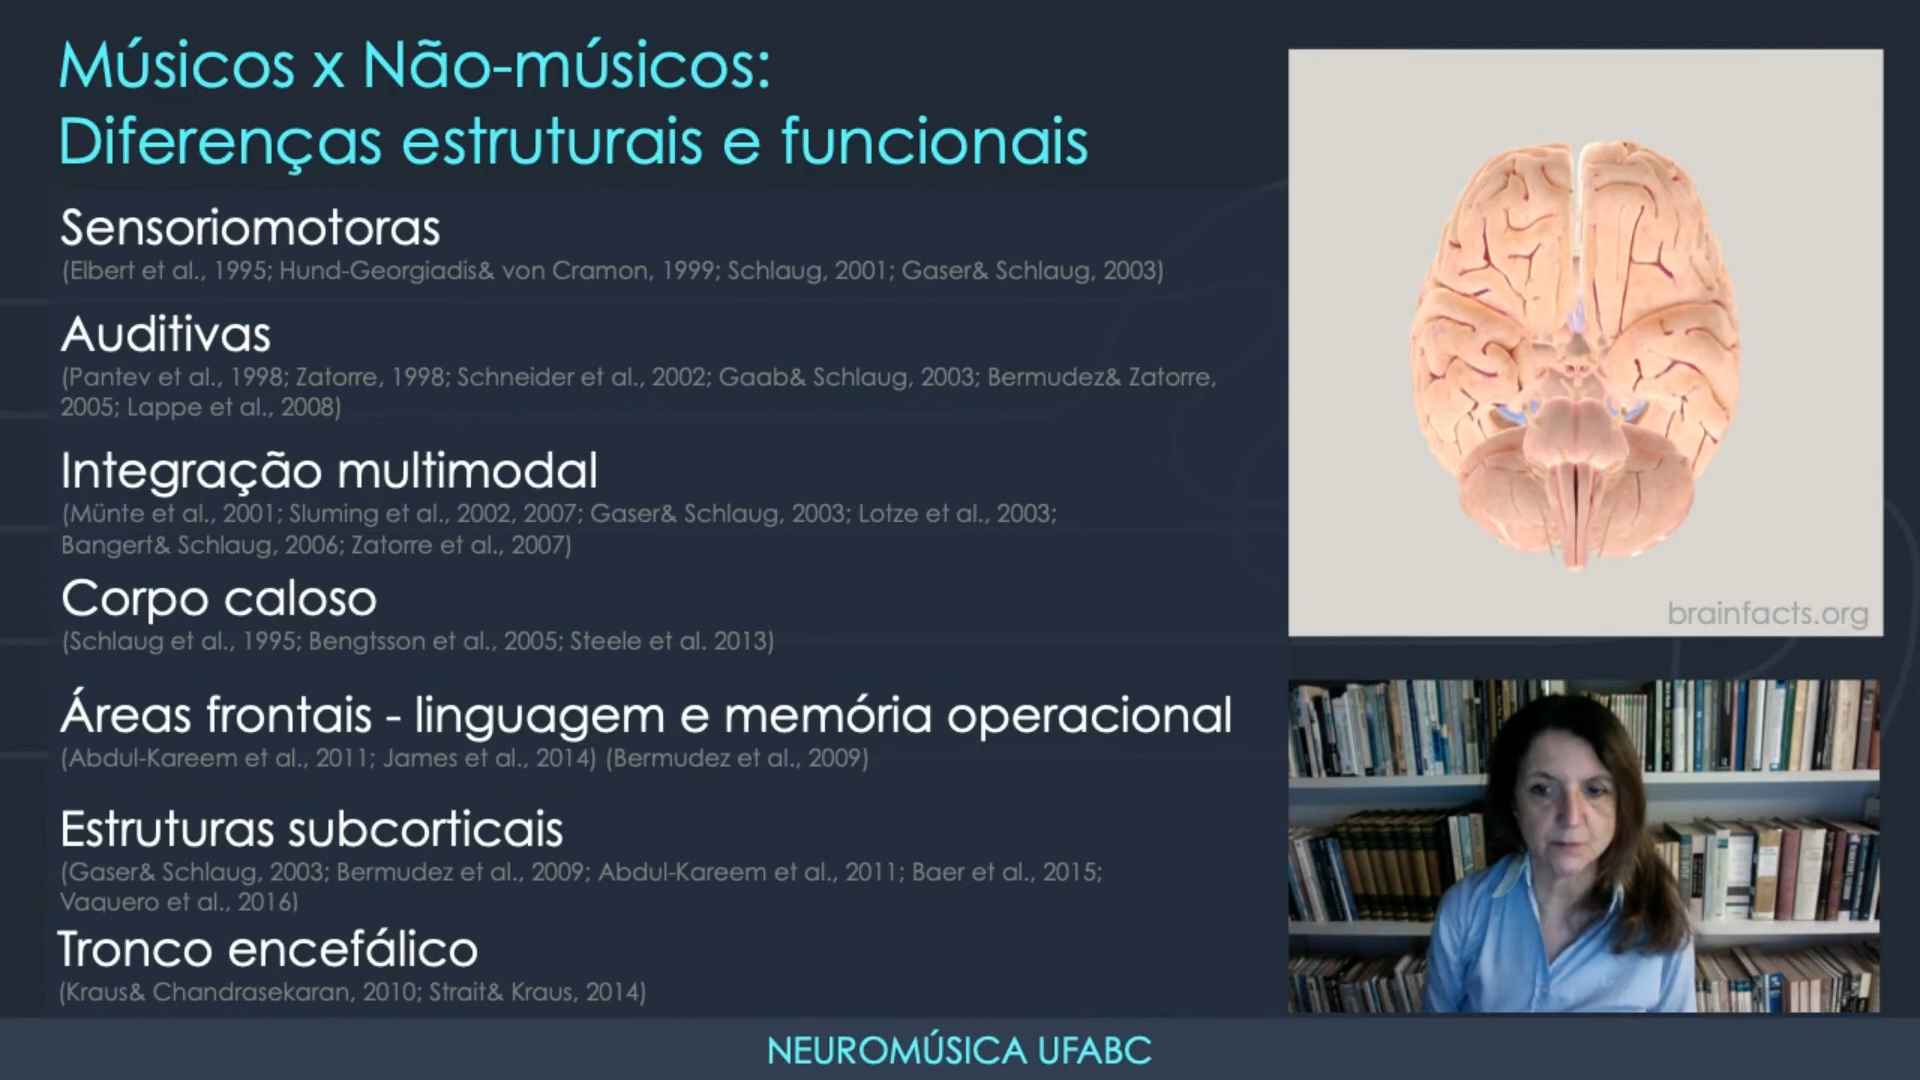 Músicos x Não-músicos:
Diferenças estruturais e funcionais
Sensoriomotoras
(Elbert et al., 1995; Hund-Georgiadis& von Cramon, 1999; Schlaug, 2001; Gaser& Schlaug, 2003)
Auditivas
(Pantev et al., 1998; Zatorre, 1998; Schneider et al., 2002; Gaab& Schlaug, 2003; Bermudez& Zatorre,
2005; Lappe et al., 2008)
Integração multimodal
(Münte et al., 2001; Sluming et al., 2002, 2007; Gaser& Schlaug, 2003; Lotze et al., 2003;
Bangert& Schlaug, 2006; Zatorre et al., 2007)
Corpo caloso
(Schlaug et al., 1995; Bengtsson et al., 2005; Steele et al. 2013)
Áreas frontais - linguagem e memória operacional
(Abdul-Kareem et al., 2011; James et al., 2014) (Bermudez et al., 2009)
Estruturas subcorticais
(Gaser& Schlaug, 2003; Bermudez et al., 2009; Abdul-Kareem et al., 2011; Baer et al., 2015;
Vaquero et al., 2016)
Tronco encefálico
(Kraus& Chandrasekaran, 2010; Strait& Kraus, 2014)
brainfacts.org
NEUROMÚSICA UFABC